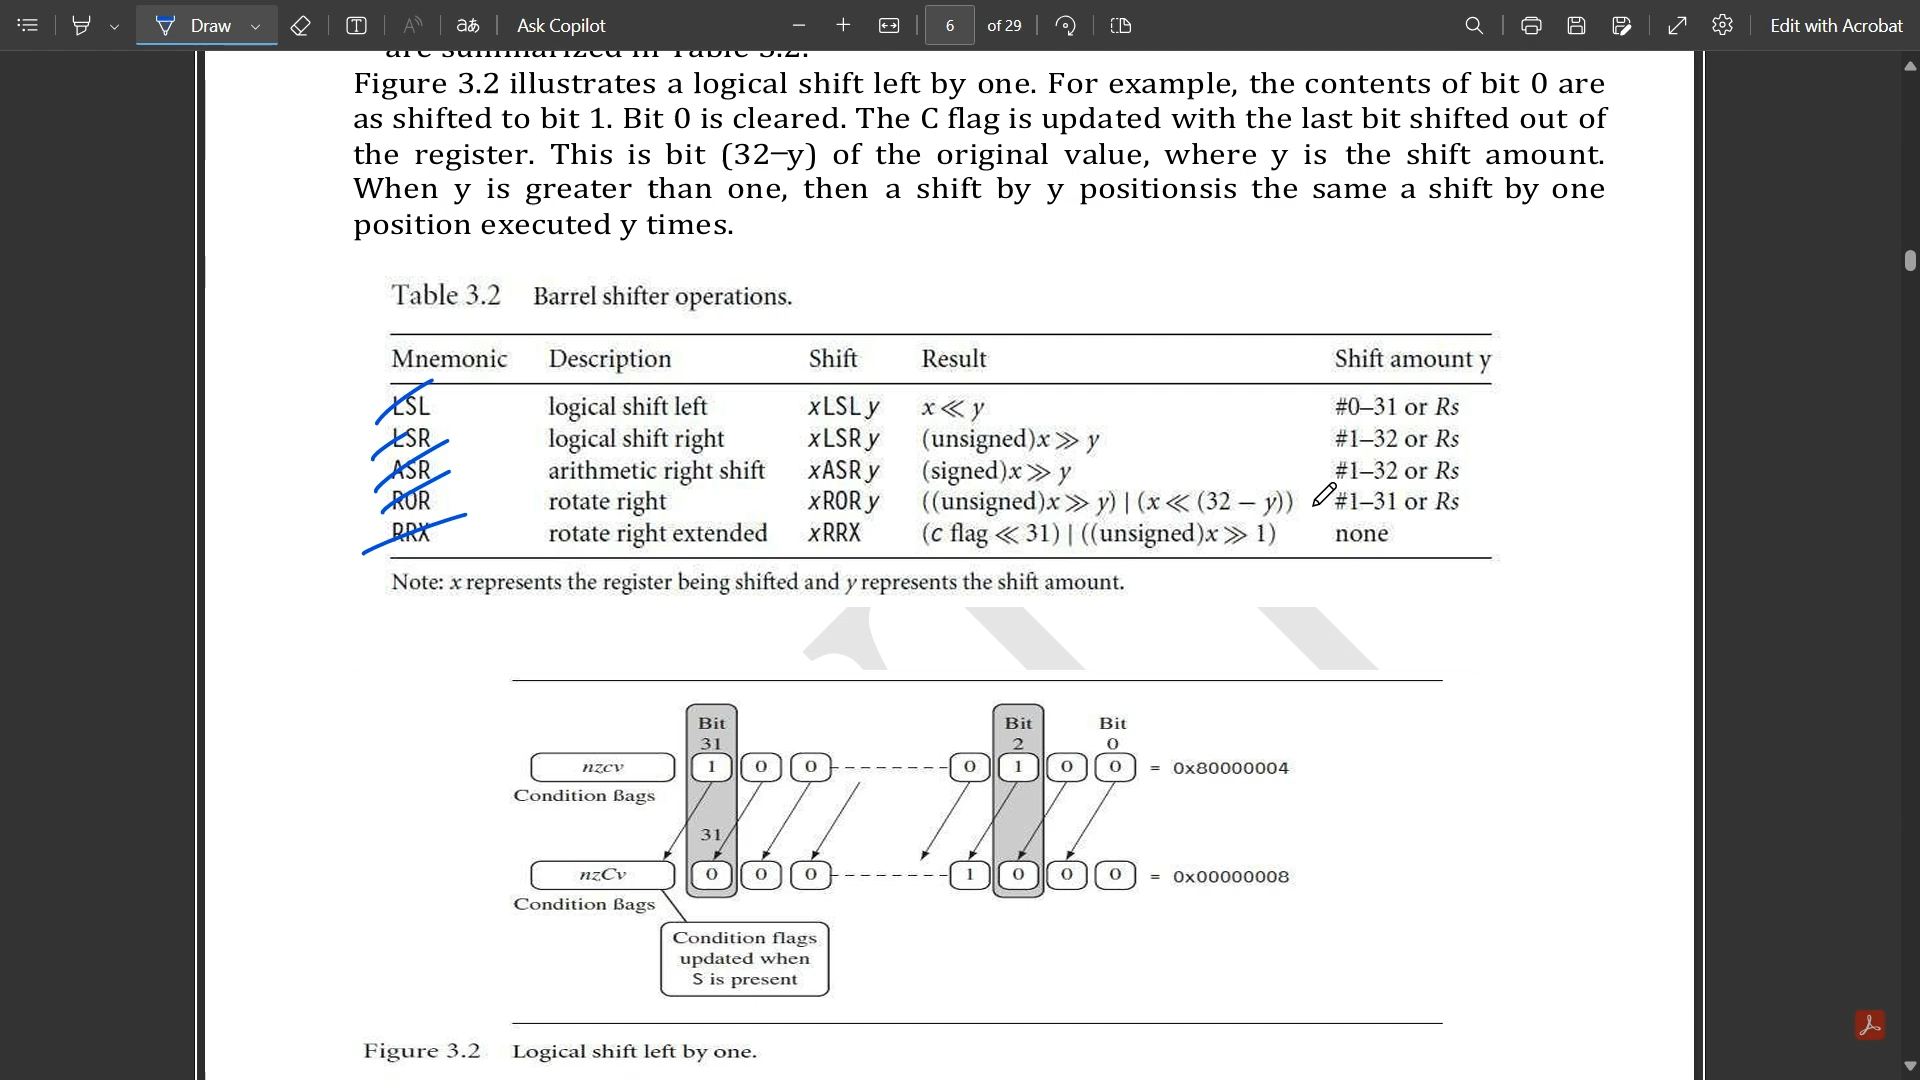 Draw
Ask Copilot
6 of 29
Edit with Acrobat
are summarized in Table 3.2.
Figure 3.2 illustrates a logical shift left by one. For example, the contents of bit 0 are
as shifted to bit 1. Bit 0 is cleared. The C flag is updated with the last bit shifted out of
the register. This is bit (32−y) of the original value, where y is the shift amount.
When y is greater than one, then a shift by y positionsis the same a shift by one
position executed y times.
Table 3.2 Barrel shifter operations.
Mnemonic Description Shift Result Shift amount y
LSL logical shift left xLSL y x ≪ y #0–31 or Rs
LSR logical shift right xLSR y (unsigned)x ≫ y #1–32 or Rs
ASR arithmetic right shift xASR y (signed)x ≫ y #1–32 or Rs
ROR rotate right xROR y ((unsigned)x ≫ y) | (x ≪ (32 − y)) #1–31 or Rs
RRX rotate right extended xRRX (c flag ≪ 31) | ((unsigned)x ≫ 1) none
Note: x represents the register being shifted and y represents the shift amount.
Bit Bit Bit
31 2 0
nzcv 1 0 0 0 1 0 0 = 0x80000004
Condition ßags
31
nzCv 0 0 0 1 0 0 0 = 0x00000008
Condition ßags
Condition flags
updated when
S is present
Figure 3.2 Logical shift left by one.